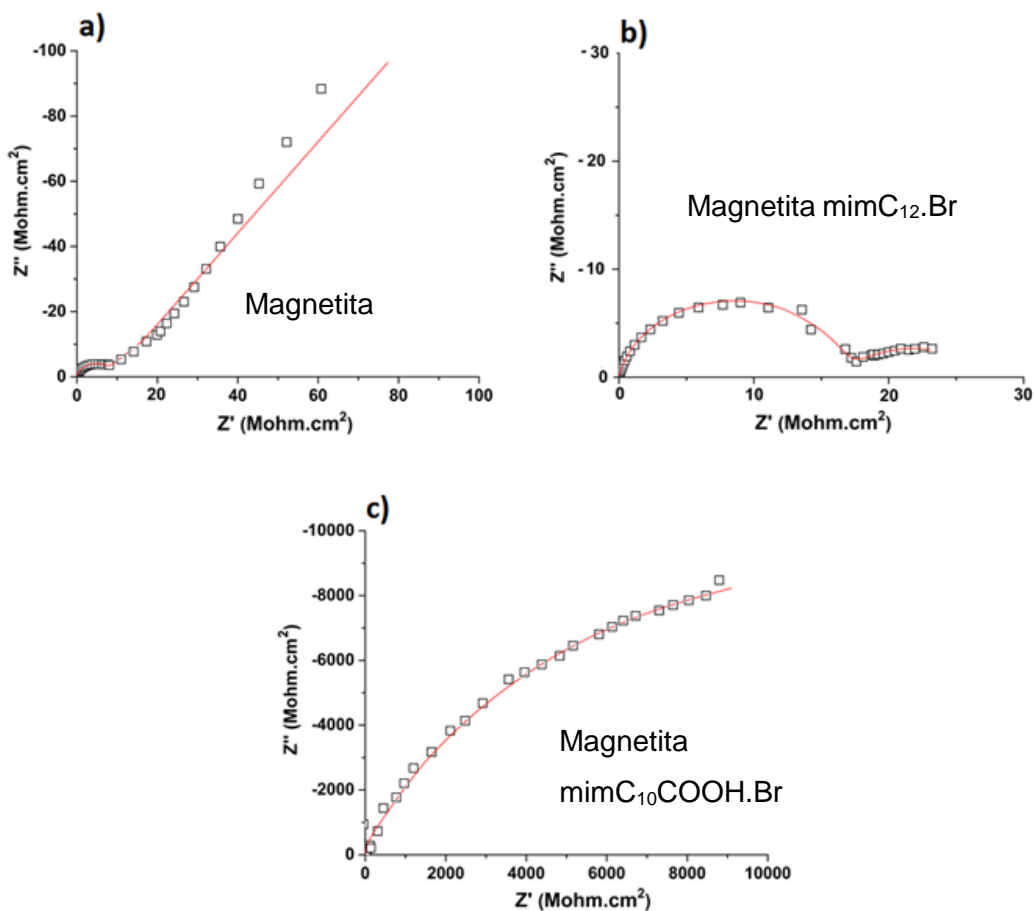 a)
-100
-80
-60
-40
-20
0
Z'' (Mohm.cm²)
Magnetita
0 20 40 60 80 100
Z' (Mohm.cm²)
b)
- 30
- 20
- 10
0
Z'' (Mohm.cm²)
Magnetita mimC₁₂.Br
0 10 20 30
Z' (Mohm.cm²)
c)
-10000
-8000
-6000
-4000
-2000
0
Z'' (Mohm.cm²)
Magnetita
mimC₁₀COOH.Br
0 2000 4000 6000 8000 10000
Z' (Mohm.cm²)